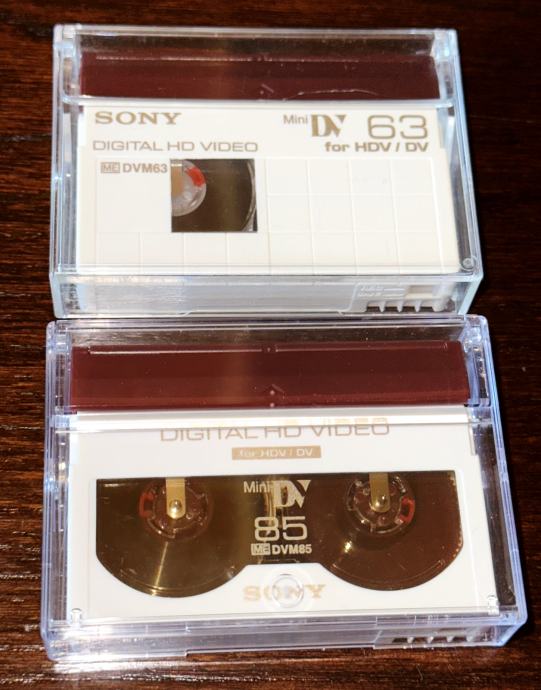 SONY
Mini DV 63
DIGITAL HD VIDEO for HDV / DV
ME DVM63
DIGITAL HD VIDEO
for HDV / DV
Mini DV
85
ME DVM85
SONY